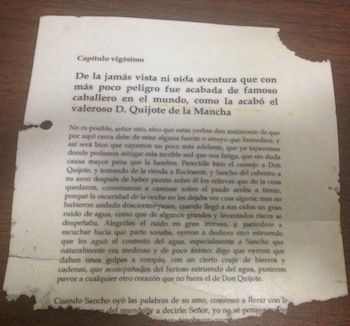 Capítulo vigésimo
De la jamás vista ni oída aventura que con
más poco peligro fue acabada de famoso
caballero en el mundo, como la acabó el
valeroso D. Quijote de la Mancha
No es posible, señor mío, sino que estas yerbas dan testimonio de que
por aquí cerca debe de estar alguna fuente o arroyo que humedece, y
así será bien que vayamos un poco más adelante, que ya toparemos
donde podamos mitigar esta terrible sed que nos fatiga, que sin duda
causa mayor pena que la hambre. Parecióle bien el consejo a Don
Quijote, y tomando de la rienda a Rocinante, y Sancho del cabestro a
su asno después de haber puesto sobre él los relieves que de la cena
quedaron, comenzaron a caminar sobre el prado arriba a tiento,
porque la oscuridad de la noche no les dejaba ver cosa alguna; mas no
hubieron andado doscientos pasos, cuando llegó a sus oídos un gran
ruido de agua, como que de algunos grandes y levantados riscos se
despeñaba. Alegróles el ruido en gran manera, y parándose a
escuchar hacia que parte sonaba, oyeron a deshora otro estruendo
que les aguó el contento del agua, especialmente a Sancho que
naturalmente era medroso y de poco ánimo; digo que oyeron que
daban unos golpes a compás, con un cierto crujir de hierros y
cadenas, que acompañados del furioso estruendo del agua, pusieron
pavor a cualquier otro corazón que no fuera el de Don Quijote.
Cuando Sancho oyó las palabras de su amo, comenzó a llorar con la
del mundo y a decirle: Señor, yo no sé porque